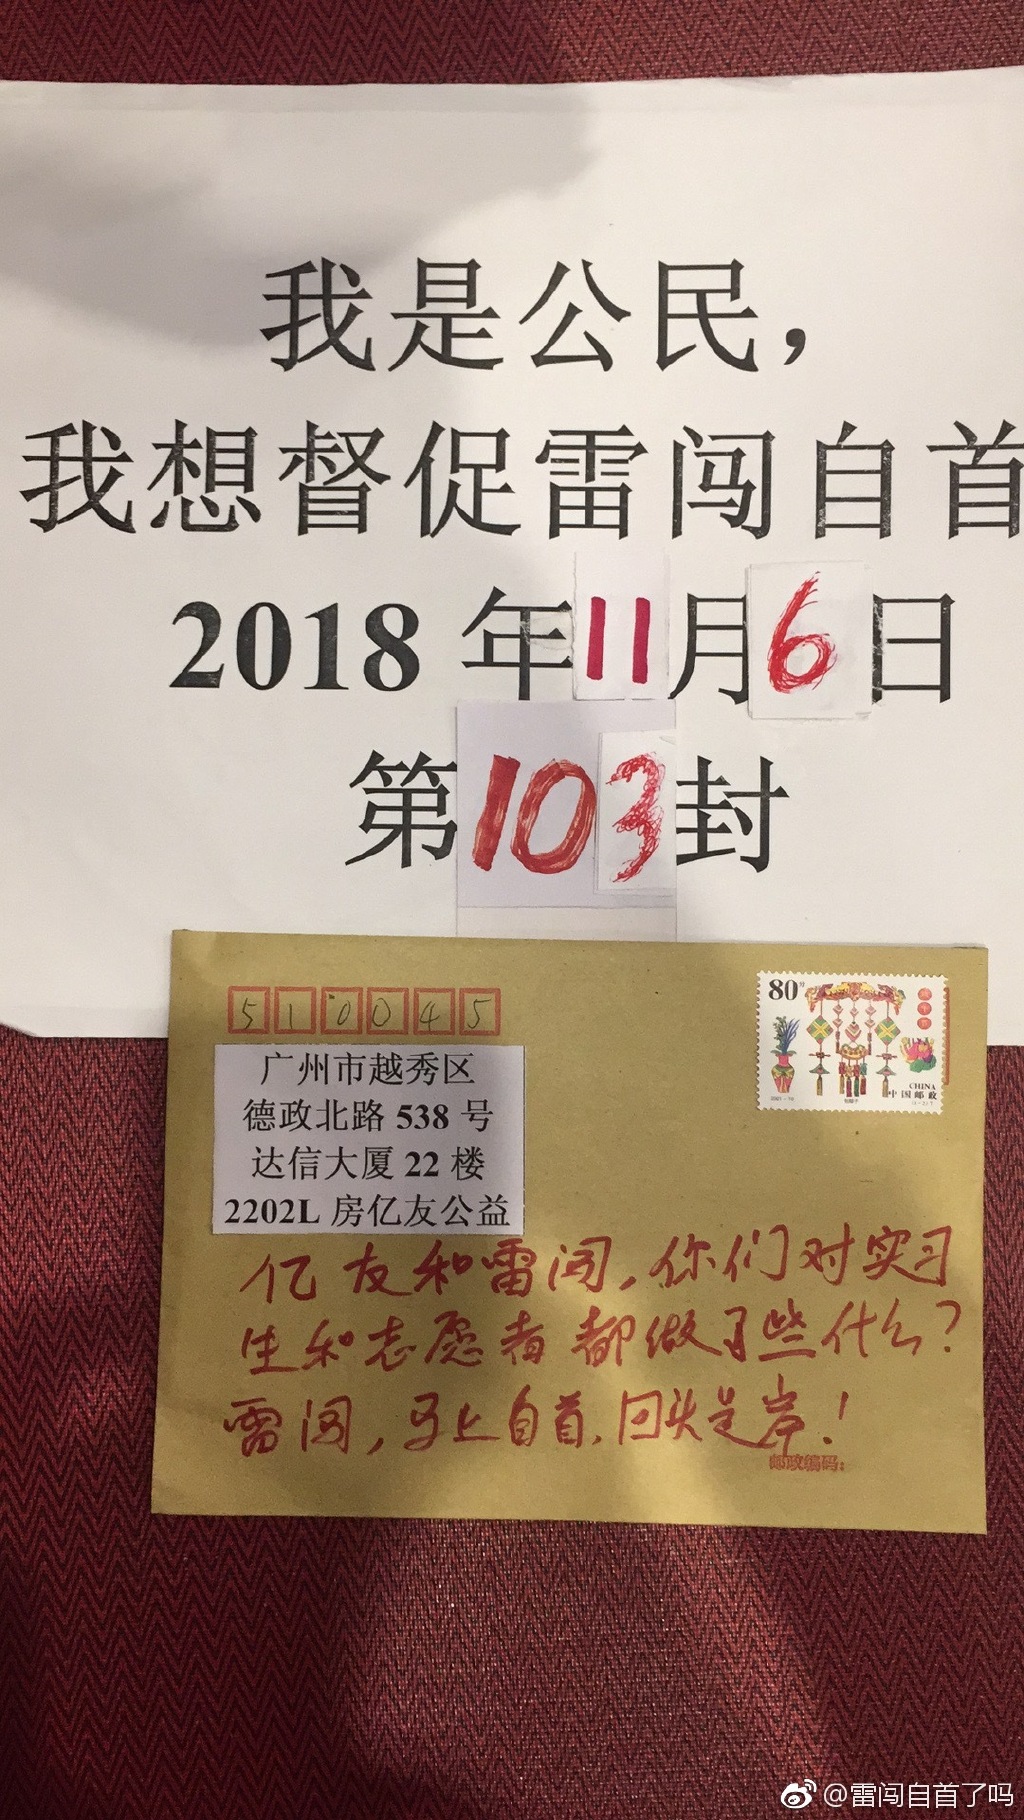 我是公民，
我想督促雷闯自首
2018 年11月6日
第103封
510045
80分
CHINA
中国邮政
广州市越秀区
德政北路 538 号
达信大厦 22 楼
2202L 房亿友公益
亿友和雷闯，你们对实习
生和志愿者都做了些什么？
雷闯，马上自首，回头是岸！
邮政编码：
@雷闯自首了吗